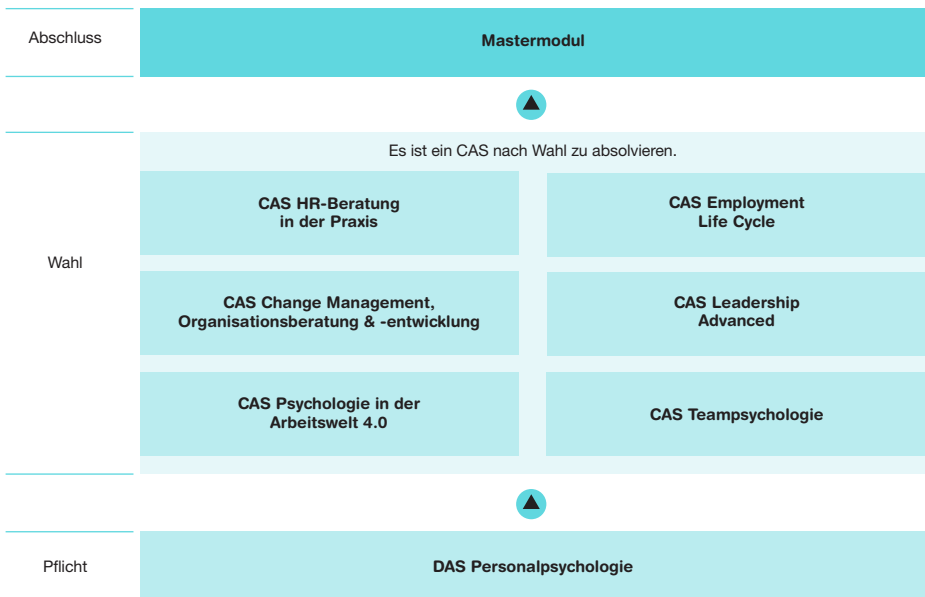 Abschluss
Mastermodul
Es ist ein CAS nach Wahl zu absolvieren.
CAS HR-Beratung
in der Praxis
CAS Employment
Life Cycle
Wahl
CAS Change Management,
Organisationsberatung & -entwicklung
CAS Leadership
Advanced
CAS Psychologie in der
Arbeitswelt 4.0
CAS Teampsychologie
Pflicht
DAS Personalpsychologie